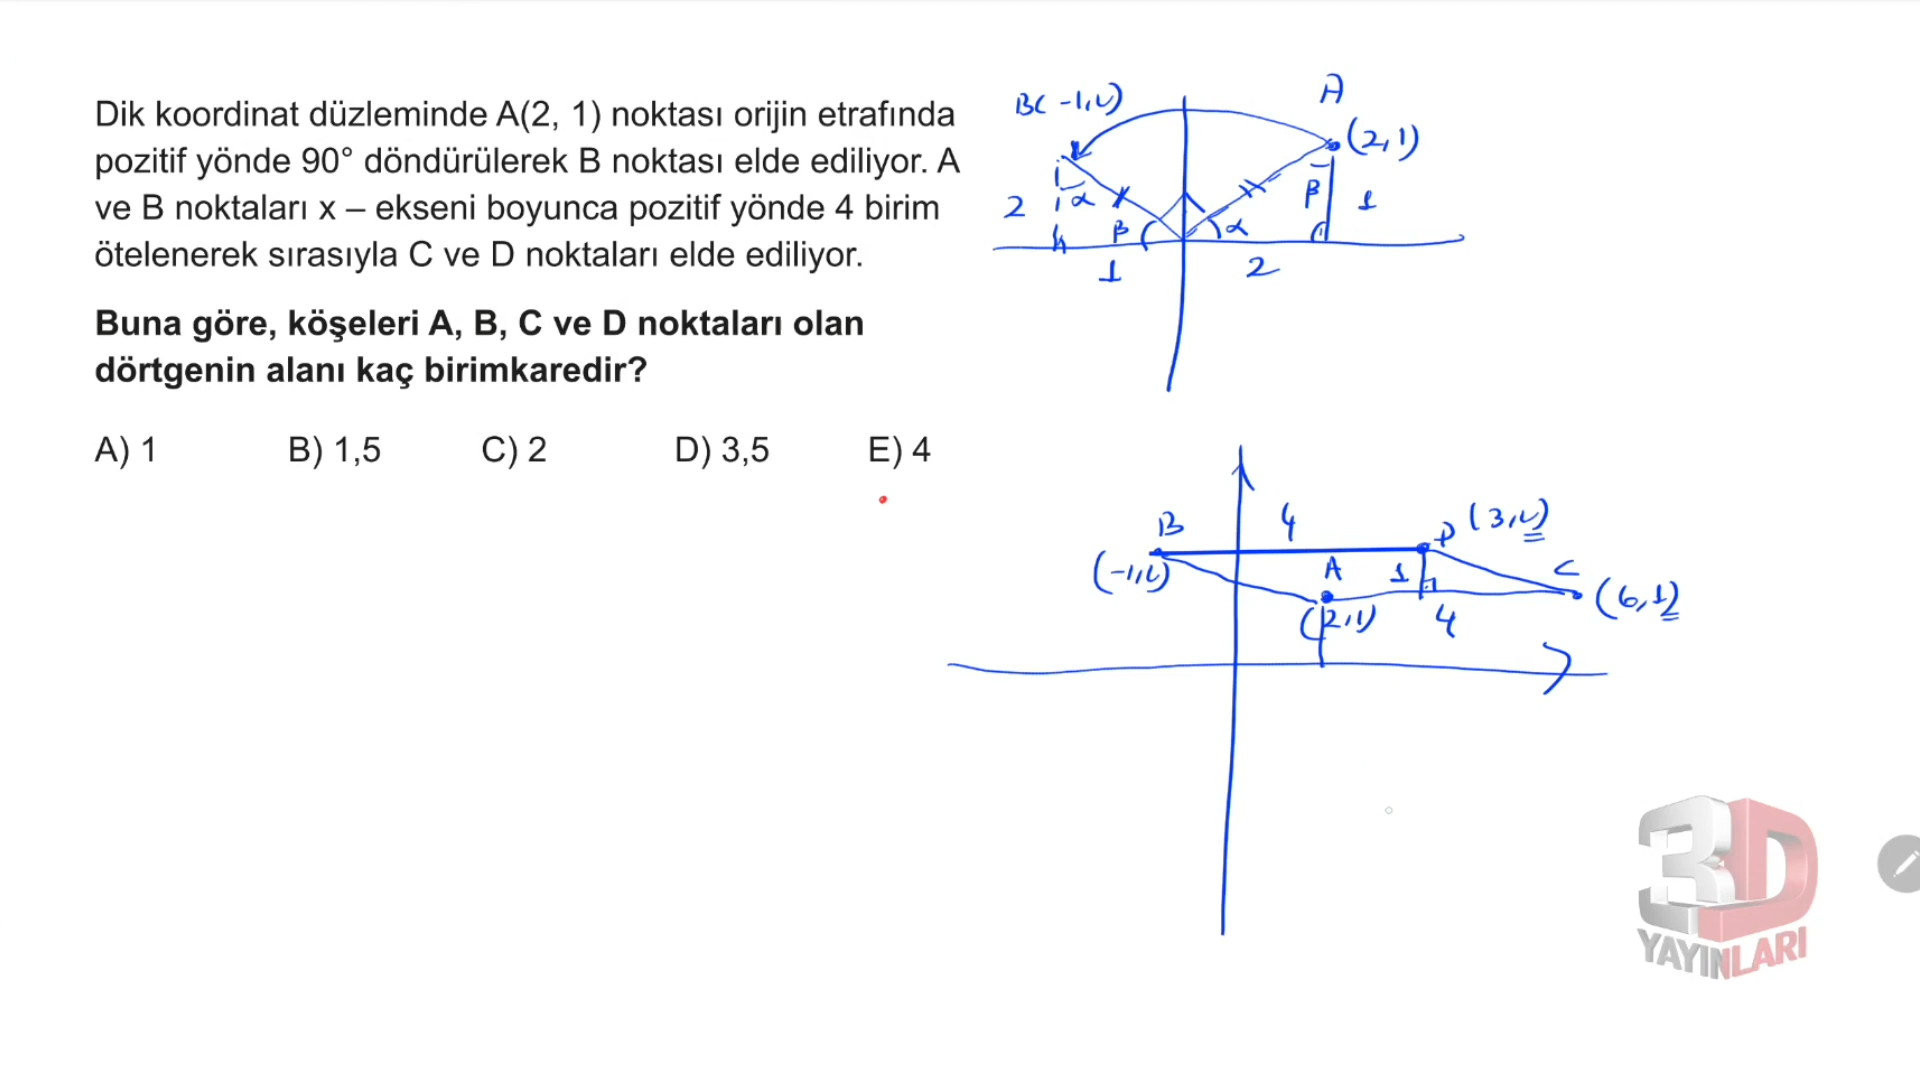 Dik koordinat düzleminde A(2, 1) noktası orijin etrafında
pozitif yönde 90° döndürülerek B noktası elde ediliyor. A
ve B noktaları x – ekseni boyunca pozitif yönde 4 birim
ötelenerek sırasıyla C ve D noktaları elde ediliyor.
Buna göre, köşeleri A, B, C ve D noktaları olan
dörtgenin alanı kaç birimkaredir?
A) 1 B) 1,5 C) 2 D) 3,5 E) 4
A
B(-1,2)
(2,1)
2 α β 1
β α
1 2
B 4 D (3,2)
(-1,2) A 1 C (6,1)
(2,1) 4
3D
YAYINLARI